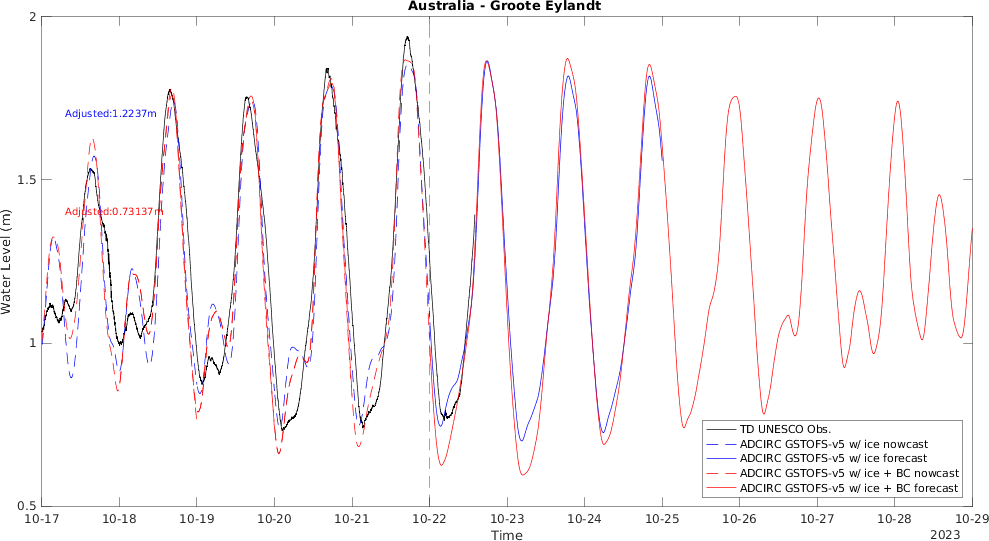 Australia - Groote Eylandt
2
1.5
1
0.5
Water Level (m)
Adjusted:1.2237m
Adjusted:0.73137m
TD UNESCO Obs.
ADCIRC GSTOFS-v5 w/ ice nowcast
ADCIRC GSTOFS-v5 w/ ice forecast
ADCIRC GSTOFS-v5 w/ ice + BC nowcast
ADCIRC GSTOFS-v5 w/ ice + BC forecast
10-17 10-18 10-19 10-20 10-21 10-22 10-23 10-24 10-25 10-26 10-27 10-28 10-29
Time
2023